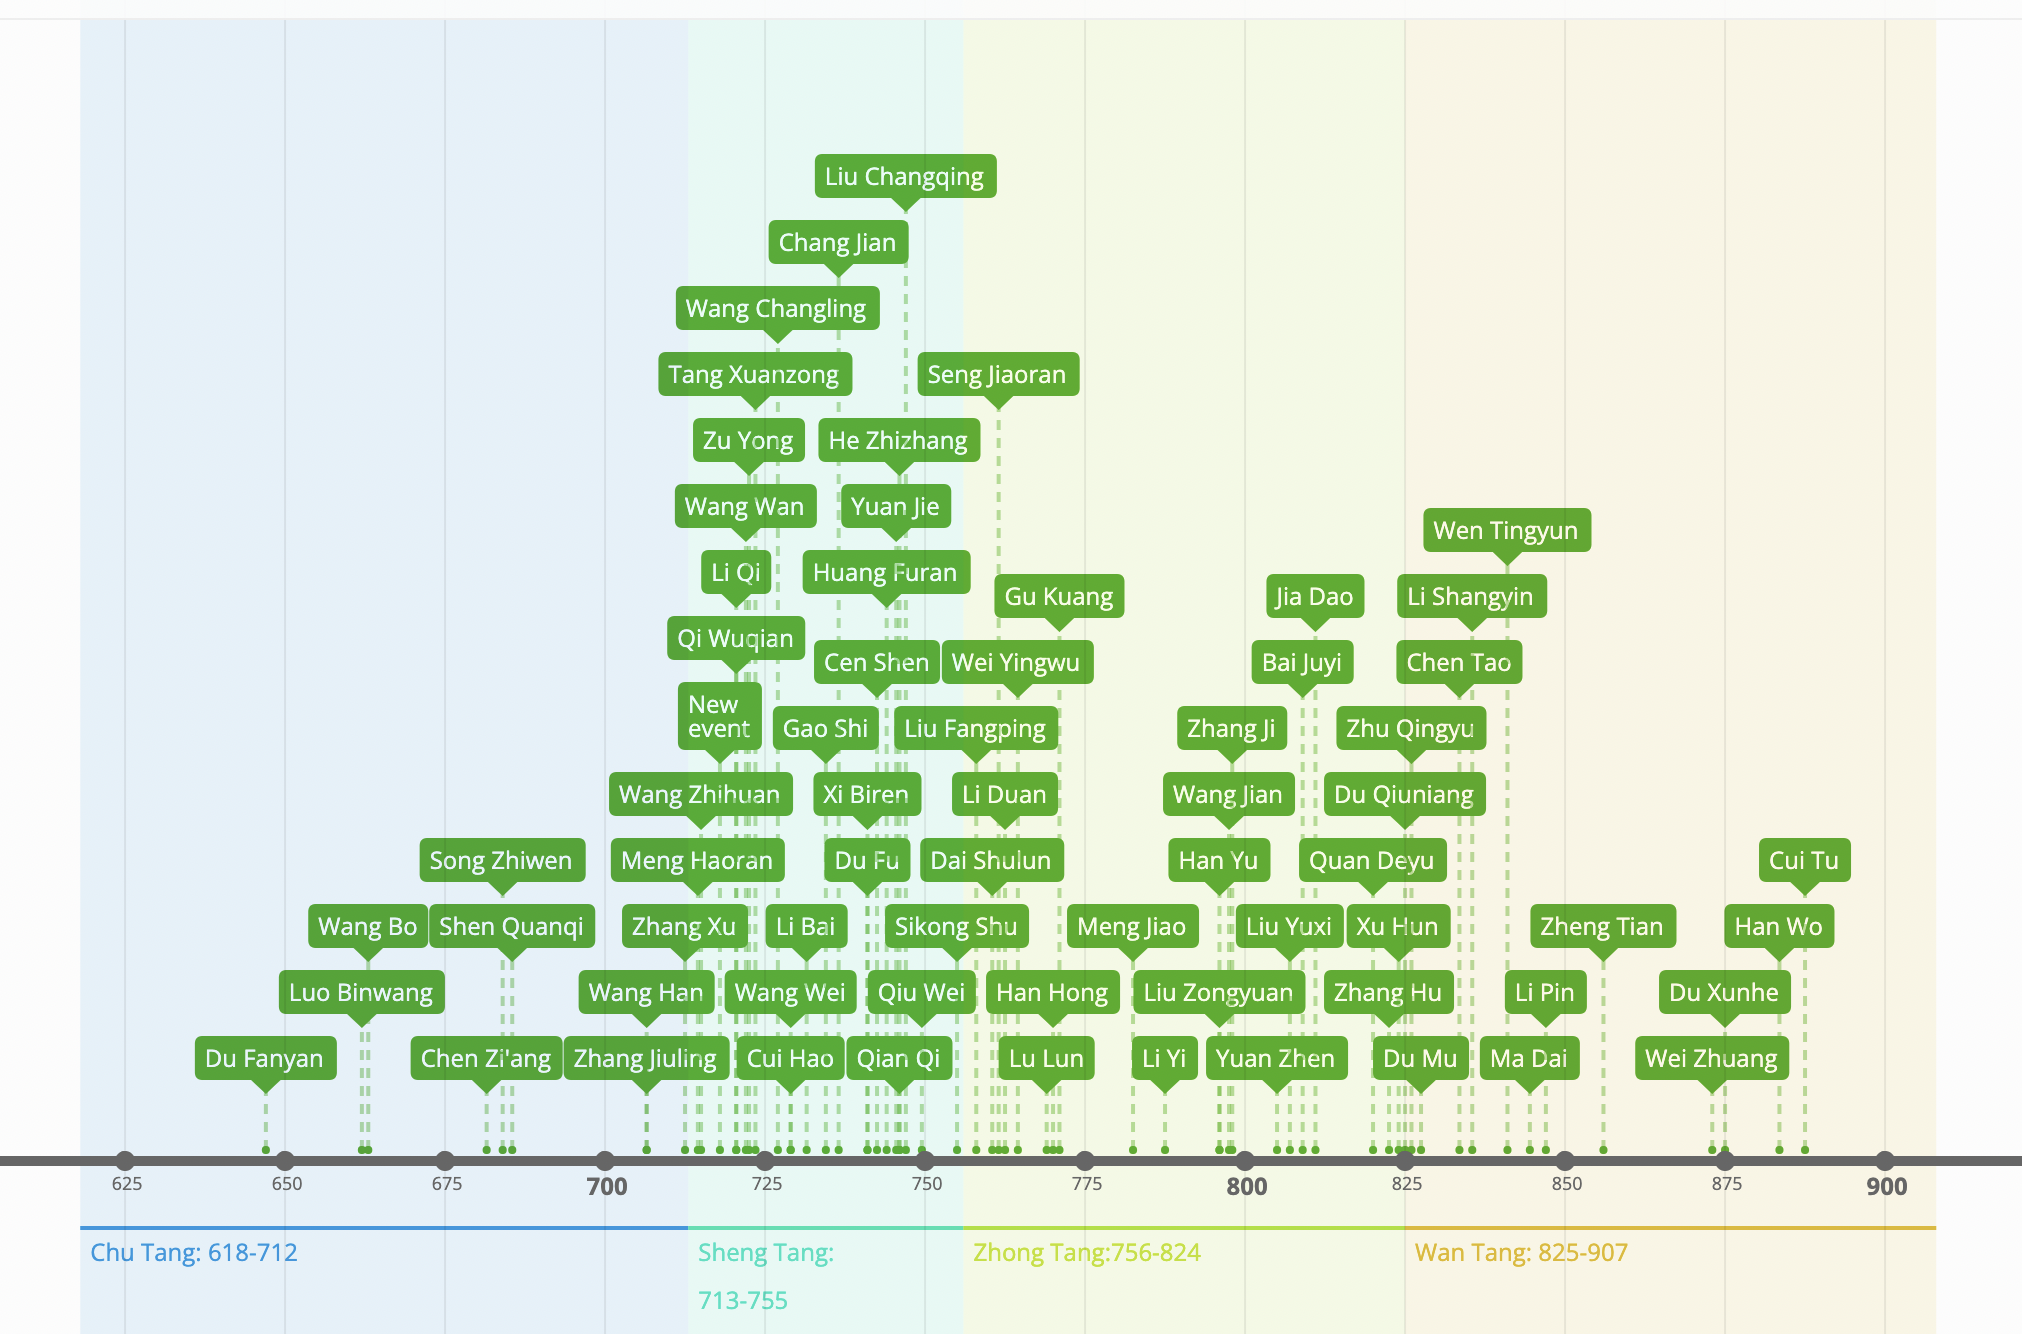 Liu Changqing
Chang Jian
Wang Changling
Tang Xuanzong
Seng Jiaoran
Zu Yong
He Zhizhang
Wang Wan
Yuan Jie
Wen Tingyun
Li Qi
Huang Furan
Gu Kuang
Jia Dao
Li Shangyin
Qi Wuqian
Cen Shen
Wei Yingwu
Bai Juyi
Chen Tao
New
event
Gao Shi
Liu Fangping
Zhang Ji
Zhu Qingyu
Wang Zhihuan
Xi Biren
Li Duan
Wang Jian
Du Qiuniang
Song Zhiwen
Meng Haoran
Du Fu
Dai Shulun
Han Yu
Quan Deyu
Cui Tu
Wang Bo
Shen Quanqi
Zhang Xu
Li Bai
Sikong Shu
Meng Jiao
Liu Yuxi
Xu Hun
Zheng Tian
Han Wo
Luo Binwang
Wang Han
Wang Wei
Qiu Wei
Han Hong
Liu Zongyuan
Zhang Hu
Li Pin
Du Xunhe
Du Fanyan
Chen Zi'ang
Zhang Jiuling
Cui Hao
Qian Qi
Lu Lun
Li Yi
Yuan Zhen
Du Mu
Ma Dai
Wei Zhuang
625 650 675 700 725 750 775 800 825 850 875 900
Chu Tang: 618-712
Sheng Tang:
713-755
Zhong Tang:756-824
Wan Tang: 825-907